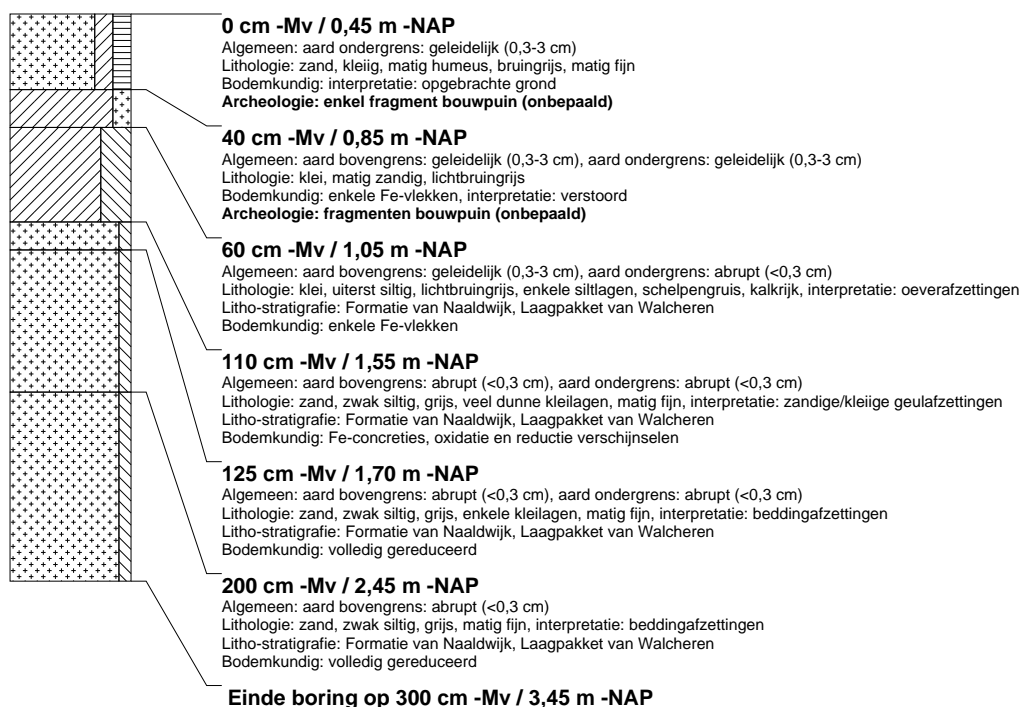 0 cm -Mv / 0,45 m -NAP
Algemeen: aard ondergrens: geleidelijk (0,3-3 cm)
Lithologie: zand, kleiig, matig humeus, bruingrijs, matig fijn
Bodemkundig: interpretatie: opgebrachte grond
Archeologie: enkel fragment bouwpuin (onbepaald)
40 cm -Mv / 0,85 m -NAP
Algemeen: aard bovengrens: geleidelijk (0,3-3 cm), aard ondergrens: geleidelijk (0,3-3 cm)
Lithologie: klei, matig zandig, lichtbruingrijs
Bodemkundig: enkele Fe-vlekken, interpretatie: verstoord
Archeologie: fragmenten bouwpuin (onbepaald)
60 cm -Mv / 1,05 m -NAP
Algemeen: aard bovengrens: geleidelijk (0,3-3 cm), aard ondergrens: abrupt (<0,3 cm)
Lithologie: klei, uiterst siltig, lichtbruingrijs, enkele siltlagen, schelpengruis, kalkrijk, interpretatie: oeverafzettingen
Litho-stratigrafie: Formatie van Naaldwijk, Laagpakket van Walcheren
Bodemkundig: enkele Fe-vlekken
110 cm -Mv / 1,55 m -NAP
Algemeen: aard bovengrens: abrupt (<0,3 cm), aard ondergrens: abrupt (<0,3 cm)
Lithologie: zand, zwak siltig, grijs, veel dunne kleilagen, matig fijn, interpretatie: zandige/kleiige geulafzettingen
Litho-stratigrafie: Formatie van Naaldwijk, Laagpakket van Walcheren
Bodemkundig: Fe-concreties, oxidatie en reductie verschijnselen
125 cm -Mv / 1,70 m -NAP
Algemeen: aard bovengrens: abrupt (<0,3 cm), aard ondergrens: abrupt (<0,3 cm)
Lithologie: zand, zwak siltig, grijs, enkele kleilagen, matig fijn, interpretatie: beddingafzettingen
Litho-stratigrafie: Formatie van Naaldwijk, Laagpakket van Walcheren
Bodemkundig: volledig gereduceerd
200 cm -Mv / 2,45 m -NAP
Algemeen: aard bovengrens: abrupt (<0,3 cm)
Lithologie: zand, zwak siltig, grijs, matig fijn, interpretatie: beddingafzettingen
Litho-stratigrafie: Formatie van Naaldwijk, Laagpakket van Walcheren
Bodemkundig: volledig gereduceerd
Einde boring op 300 cm -Mv / 3,45 m -NAP